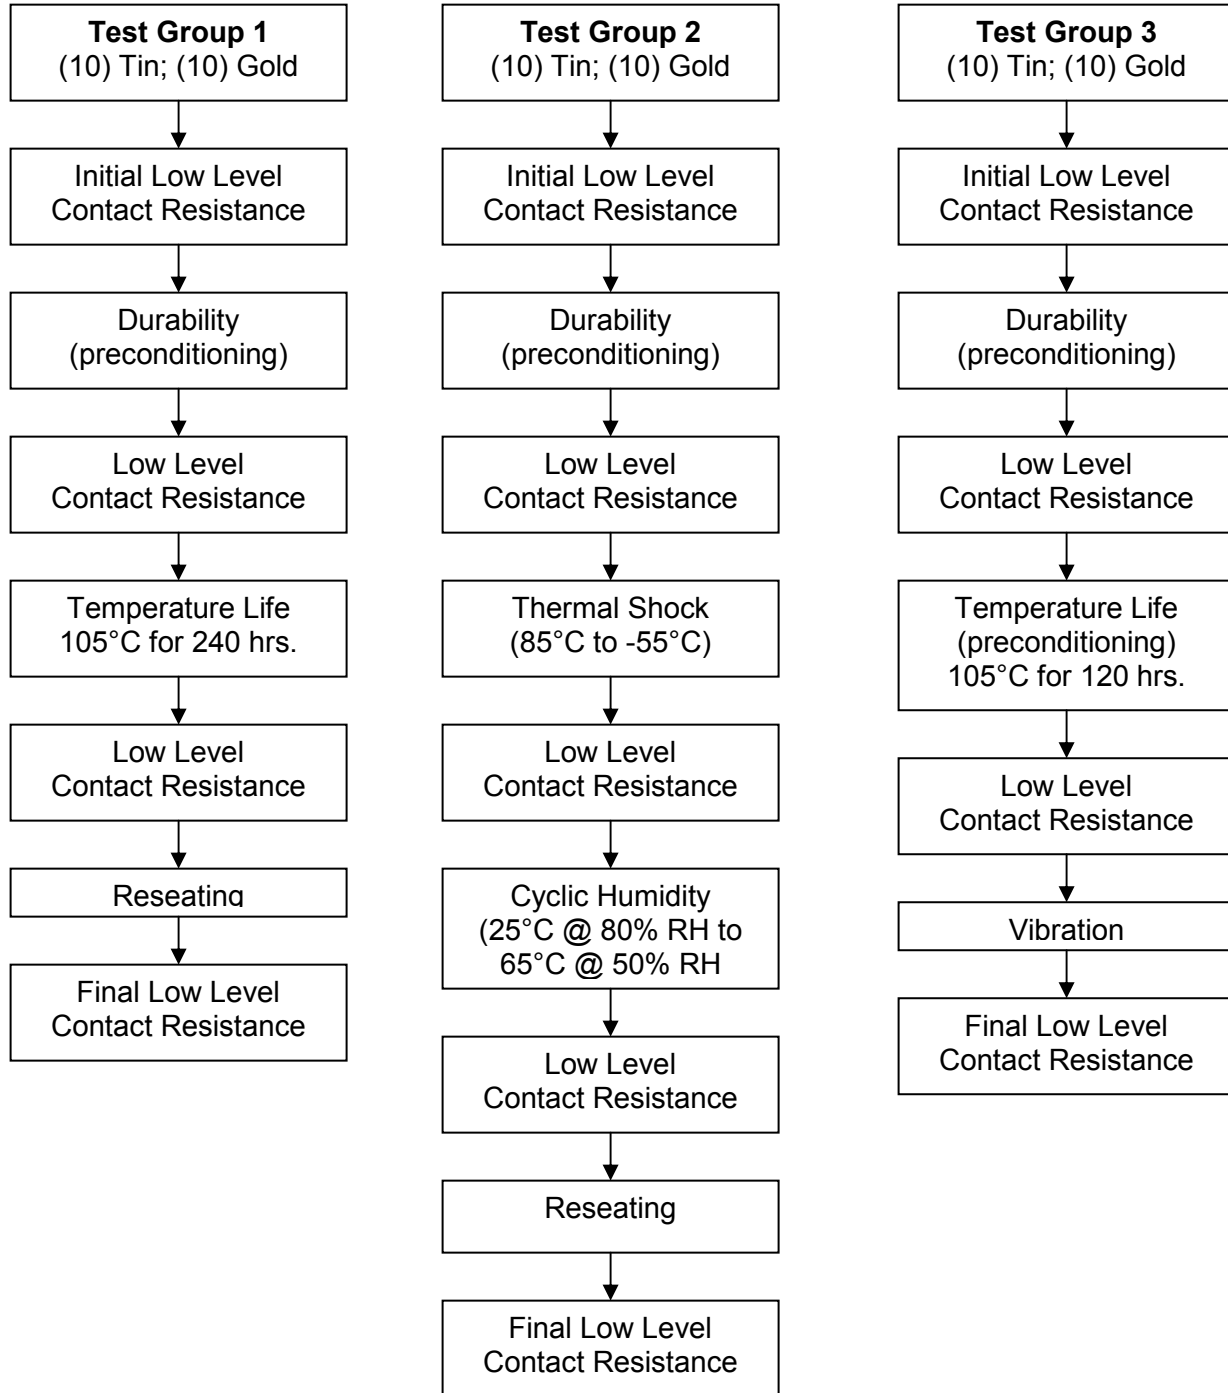 Test Group 1
(10) Tin; (10) Gold
Initial Low Level
Contact Resistance
Durability
(preconditioning)
Low Level
Contact Resistance
Temperature Life
105°C for 240 hrs.
Low Level
Contact Resistance
Reseating
Final Low Level
Contact Resistance
Test Group 2
(10) Tin; (10) Gold
Initial Low Level
Contact Resistance
Durability
(preconditioning)
Low Level
Contact Resistance
Thermal Shock
(85°C to -55°C)
Low Level
Contact Resistance
Cyclic Humidity
(25°C @ 80% RH to
65°C @ 50% RH
Low Level
Contact Resistance
Reseating
Final Low Level
Contact Resistance
Test Group 3
(10) Tin; (10) Gold
Initial Low Level
Contact Resistance
Durability
(preconditioning)
Low Level
Contact Resistance
Temperature Life
(preconditioning)
105°C for 120 hrs.
Low Level
Contact Resistance
Vibration
Final Low Level
Contact Resistance